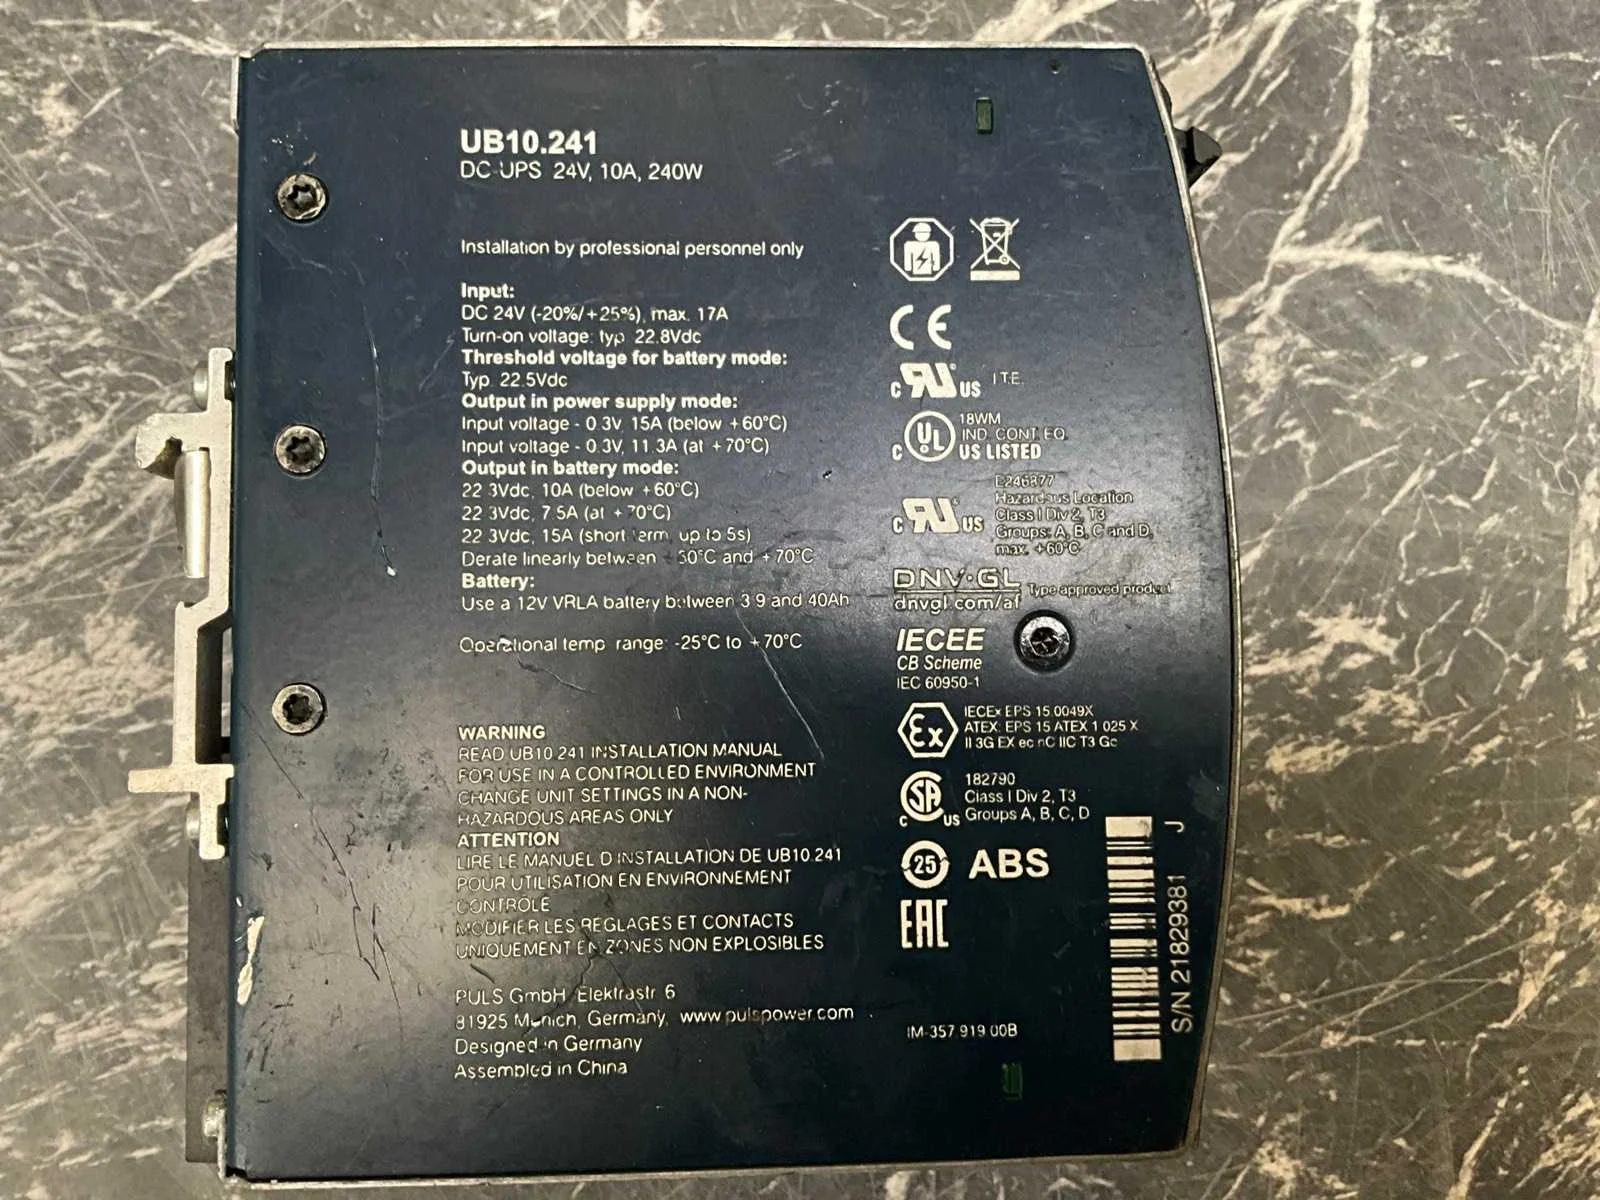 UB10.241
DC-UPS 24V, 10A, 240W
Installation by professional personnel only
Input:
DC 24V (-20%/+25%), max. 17A
Turn-on voltage: typ. 22.8Vdc
Threshold voltage for battery mode:
Typ. 22.5Vdc
Output in power supply mode:
Input voltage - 0.3V, 15A (below +60°C)
Input voltage - 0.3V, 11.3A (at +70°C)
Output in battery mode:
22.3Vdc, 10A (below +60°C)
22.3Vdc, 7.5A (at +70°C)
22.3Vdc, 15A (short term, up to 5s)
Derate linearly between +60°C and +70°C
Battery:
Use a 12V VRLA battery between 3.9 and 40Ah
Operational temp. range: -25°C to +70°C
WARNING
READ UB10.241 INSTALLATION MANUAL
FOR USE IN A CONTROLLED ENVIRONMENT
CHANGE UNIT SETTINGS IN A NON-
HAZARDOUS AREAS ONLY
ATTENTION
LIRE LE MANUEL D'INSTALLATION DE UB10.241
POUR UTILISATION EN ENVIRONNEMENT
CONTRÔLE
MODIFIER LES RÉGLAGES ET CONTACTS
UNIQUEMENT EN ZONES NON EXPLOSIBLES
PULS GmbH, Elektrastr. 6
81925 Munich, Germany, www.pulspower.com
Designed in Germany
Assembled in China
CE
c RU US I.T.E.
c UL 18WM
IND. CONT. EQ.
US LISTED
c RU US E246877
Hazardous Location
Class I Div 2, T3
Groups: A, B, C and D,
max. +60°C
DNV·GL Type approved product
dnvgl.com/af
IECEE
CB Scheme
IEC 60950-1
Ex IECEx EPS 15.0049X
ATEX: EPS 15 ATEX 1 025 X
II 3G EX ec nC IIC T3 Gc
c SA US 182790
Class I Div 2, T3
Groups A, B, C, D
25 ABS
EAC
IM-357.919.00B
S/N 21829381 J